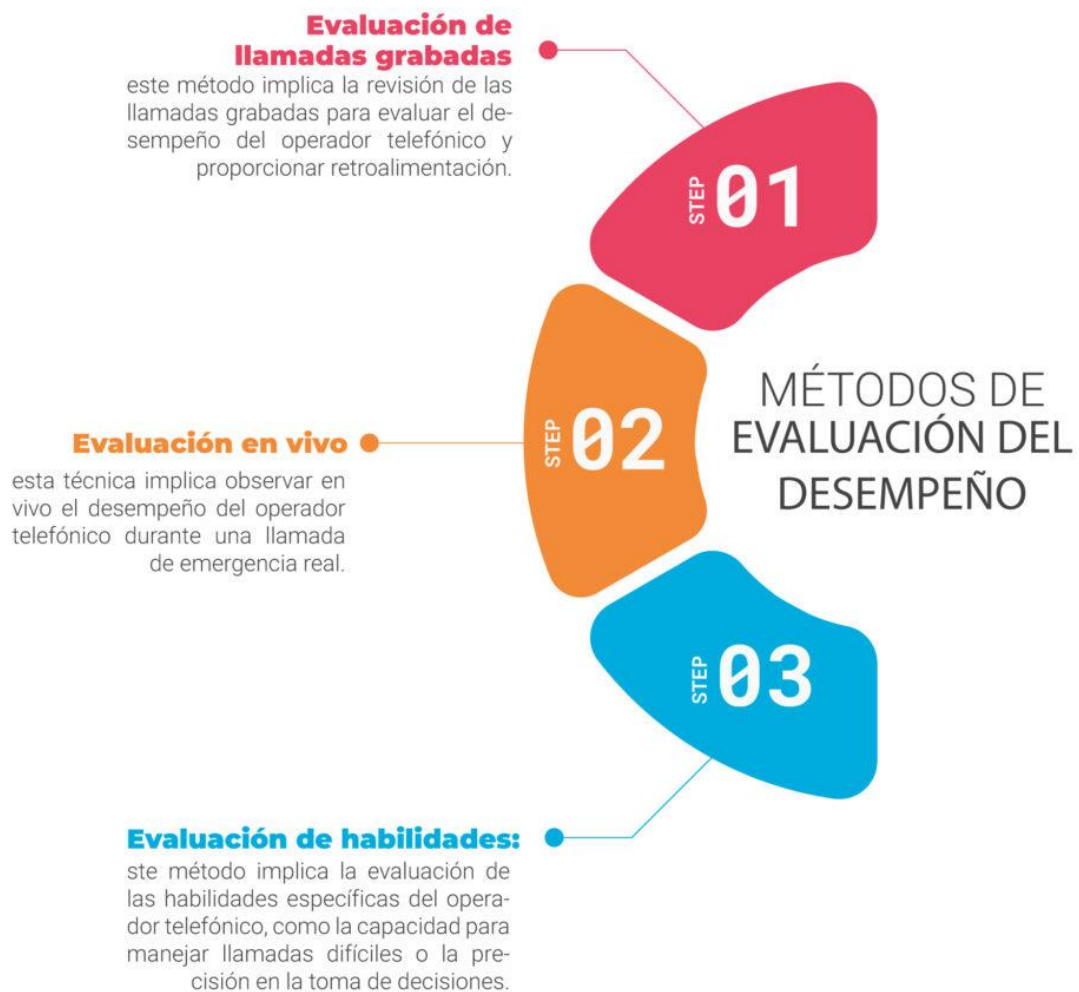 Evaluación de
llamadas grabadas
este método implica la revisión de las
llamadas grabadas para evaluar el de-
sempeño del operador telefónico y
proporcionar retroalimentación.
STEP 01
MÉTODOS DE
EVALUACIÓN DEL
DESEMPEÑO
Evaluación en vivo
esta técnica implica observar en
vivo el desempeño del operador
telefónico durante una llamada
de emergencia real.
STEP 02
Evaluación de habilidades:
ste método implica la evaluación de
las habilidades específicas del opera-
dor telefónico, como la capacidad para
manejar llamadas difíciles o la pre-
cisión en la toma de decisiones.
STEP 03